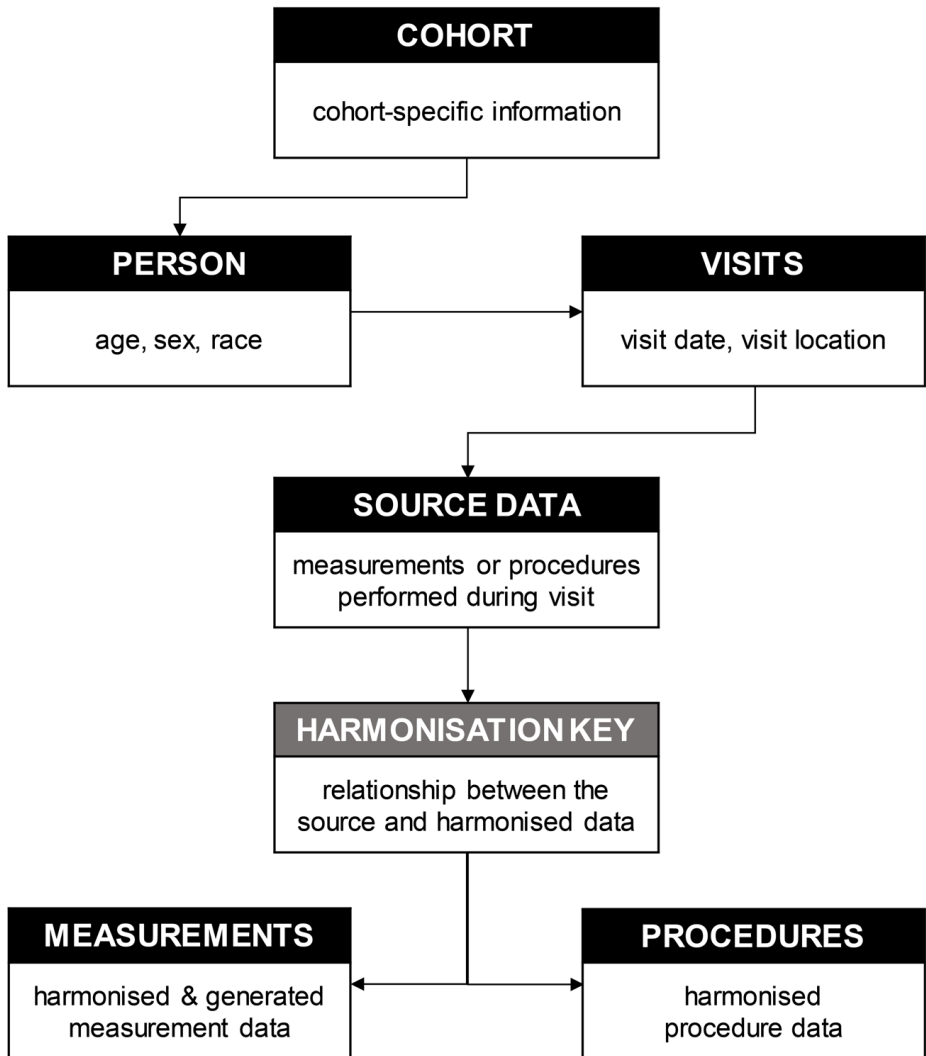 COHORT
cohort-specific information
PERSON
age, sex, race
VISITS
visit date, visit location
SOURCE DATA
measurements or procedures
performed during visit
HARMONISATION KEY
relationship between the
source and harmonised data
MEASUREMENTS
harmonised & generated
measurement data
PROCEDURES
harmonised
procedure data